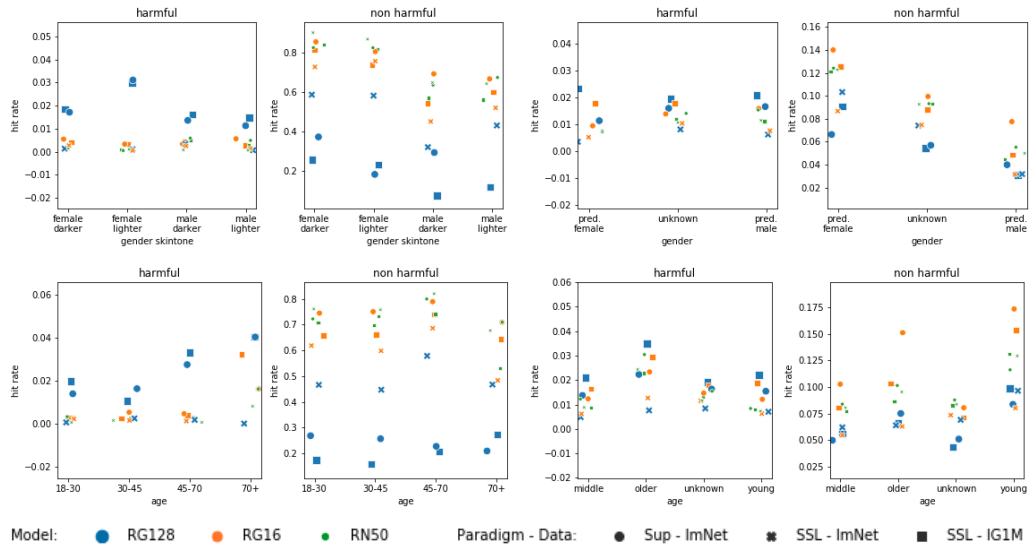 harmful
non harmful
harmful
non harmful
hit rate
0.05
0.04
0.03
0.02
0.01
0.00
−0.01
−0.02
female darker
female lighter
male darker
male lighter
gender skintone
hit rate
0.8
0.6
0.4
0.2
female darker
female lighter
male darker
male lighter
gender skintone
hit rate
0.04
0.03
0.02
0.01
0.00
−0.01
−0.02
pred. female
unknown
pred. male
gender
hit rate
0.16
0.14
0.12
0.10
0.08
0.06
0.04
0.02
pred. female
unknown
pred. male
gender
harmful
non harmful
harmful
non harmful
hit rate
0.06
0.04
0.02
0.00
−0.02
18-30
30-45
45-70
70+
age
hit rate
0.8
0.7
0.6
0.5
0.4
0.3
0.2
18-30
30-45
45-70
70+
age
hit rate
0.06
0.05
0.04
0.03
0.02
0.01
0.00
−0.01
−0.02
middle
older
unknown
young
age
hit rate
0.175
0.150
0.125
0.100
0.075
0.050
0.025
middle
older
unknown
young
age
Model: RG128 RG16 RN50 Paradigm - Data: Sup - ImNet SSL - ImNet SSL - IG1M